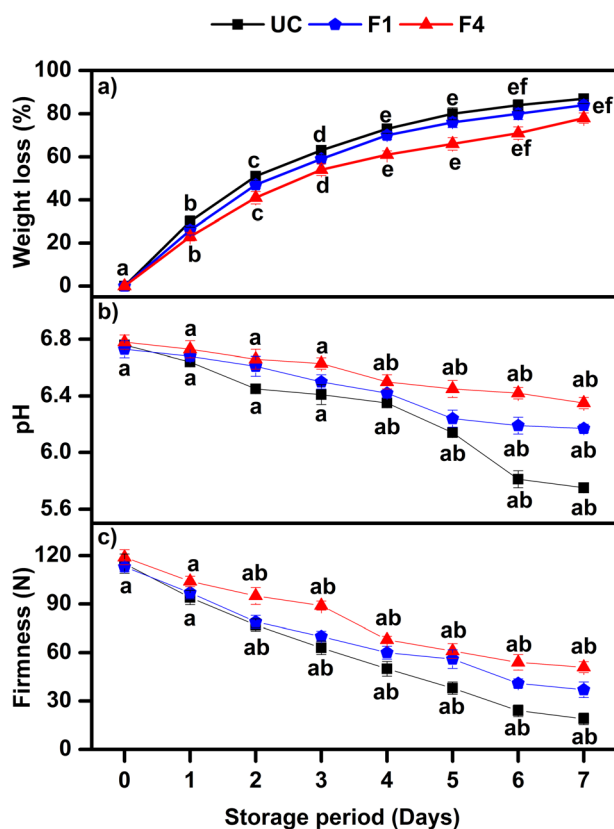 UC F1 F4
a)
Weight loss (%)
100
80
60
40
20
0
a b c d e e ef ef
b c d e e ef
b)
pH
6.8
6.4
6.0
5.6
a a a ab ab ab ab
a a a a ab ab ab ab
ab ab
c)
Firmness (N)
120
90
60
30
0
a ab ab ab ab ab ab
a a ab ab ab ab ab ab
0 1 2 3 4 5 6 7
Storage period (Days)